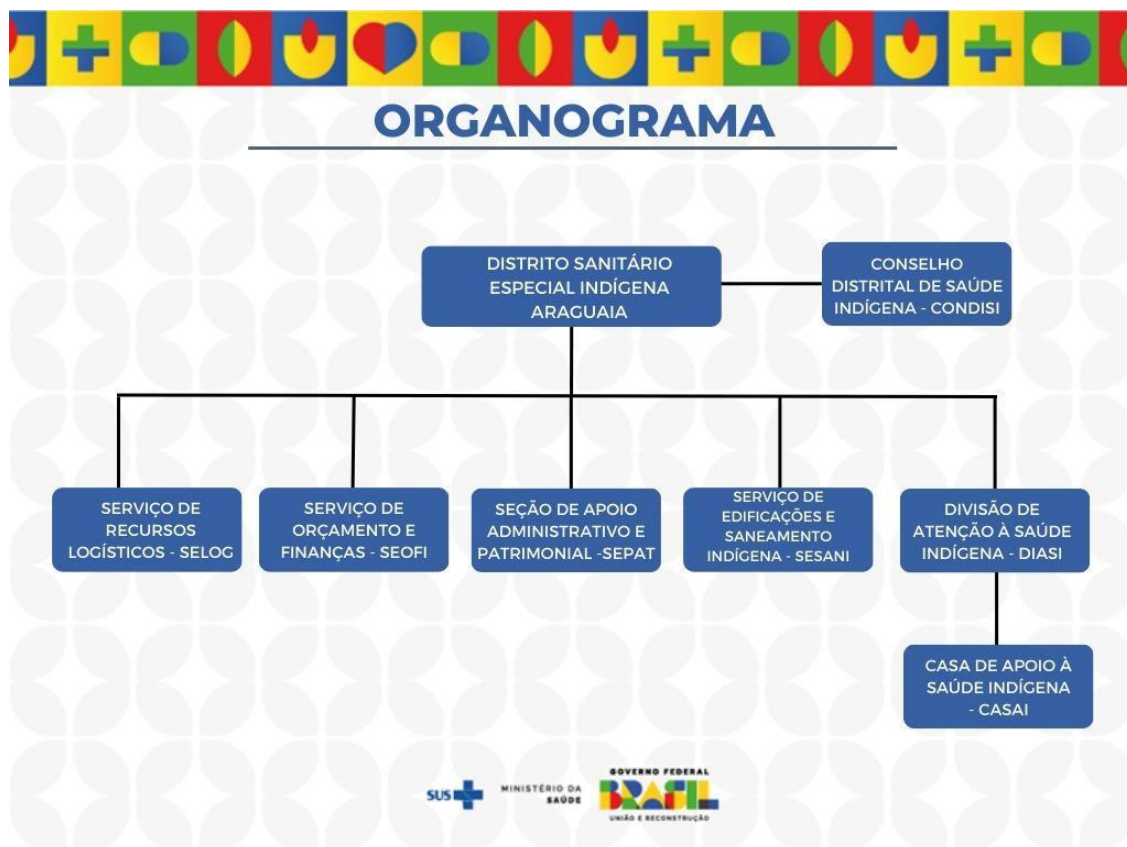 ORGANOGRAMA
DISTRITO SANITÁRIO
ESPECIAL INDÍGENA
ARAGUAIA
CONSELHO
DISTRITAL DE SAÚDE
INDÍGENA - CONDISI
SERVIÇO DE
RECURSOS
LOGÍSTICOS - SELOG
SERVIÇO DE
ORÇAMENTO E
FINANÇAS - SEOFI
SEÇÃO DE APOIO
ADMINISTRATIVO E
PATRIMONIAL -SEPAT
SERVIÇO DE
EDIFICAÇÕES E
SANEAMENTO
INDÍGENA - SESANI
DIVISÃO DE
ATENÇÃO À SAÚDE
INDÍGENA - DIASI
CASA DE APOIO À
SAÚDE INDÍGENA
- CASAI
SUS
MINISTÉRIO DA
SAÚDE
GOVERNO FEDERAL
BRASIL
UNIÃO E RECONSTRUÇÃO